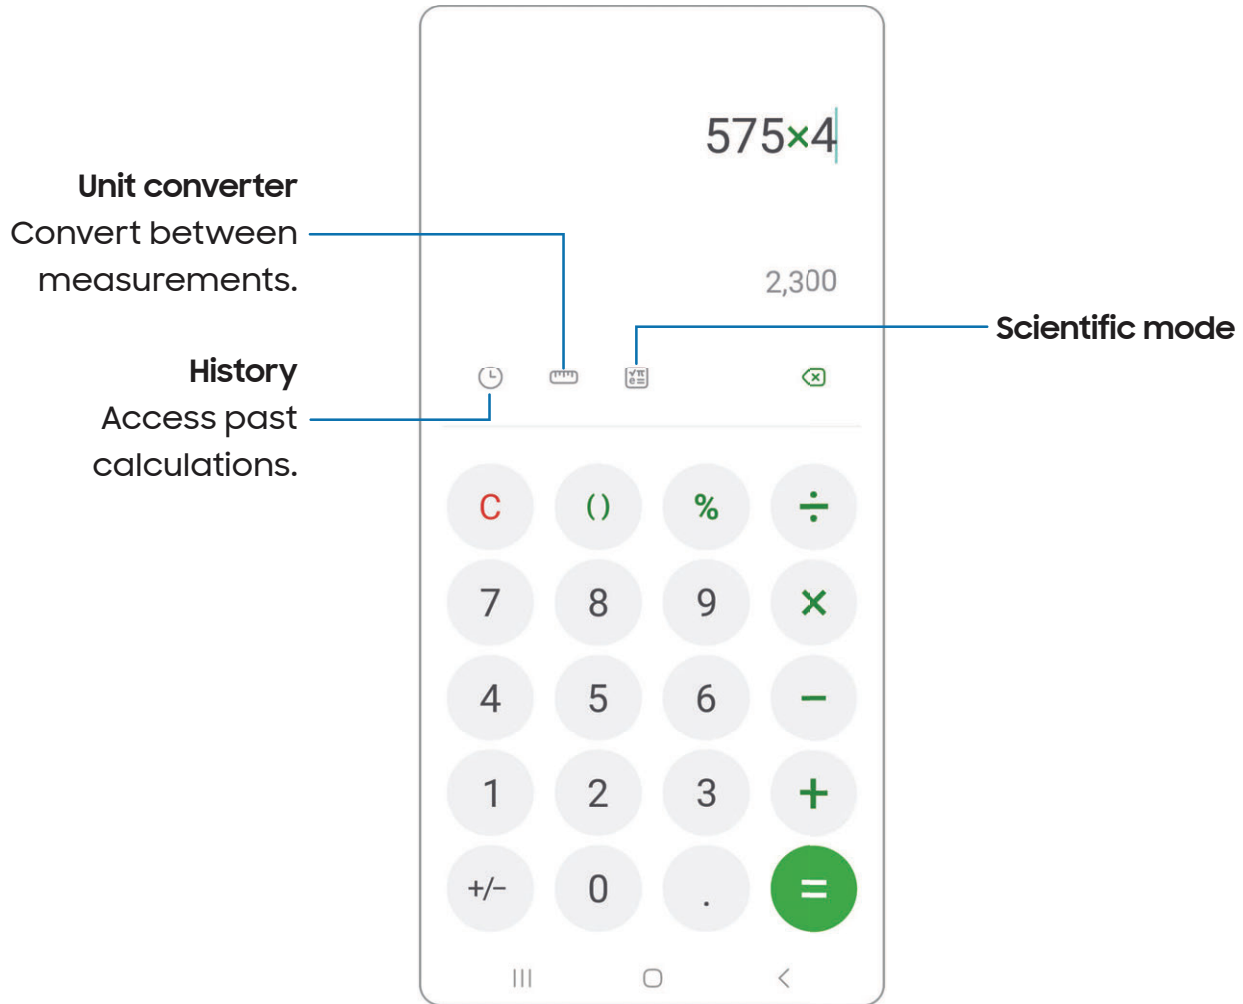 575×4
Unit converter
Convert between
measurements.
2,300
Scientific mode
History
Access past
calculations.
√π
e=
C () % ÷
7 8 9 ×
4 5 6 −
1 2 3 +
+/− 0 . =